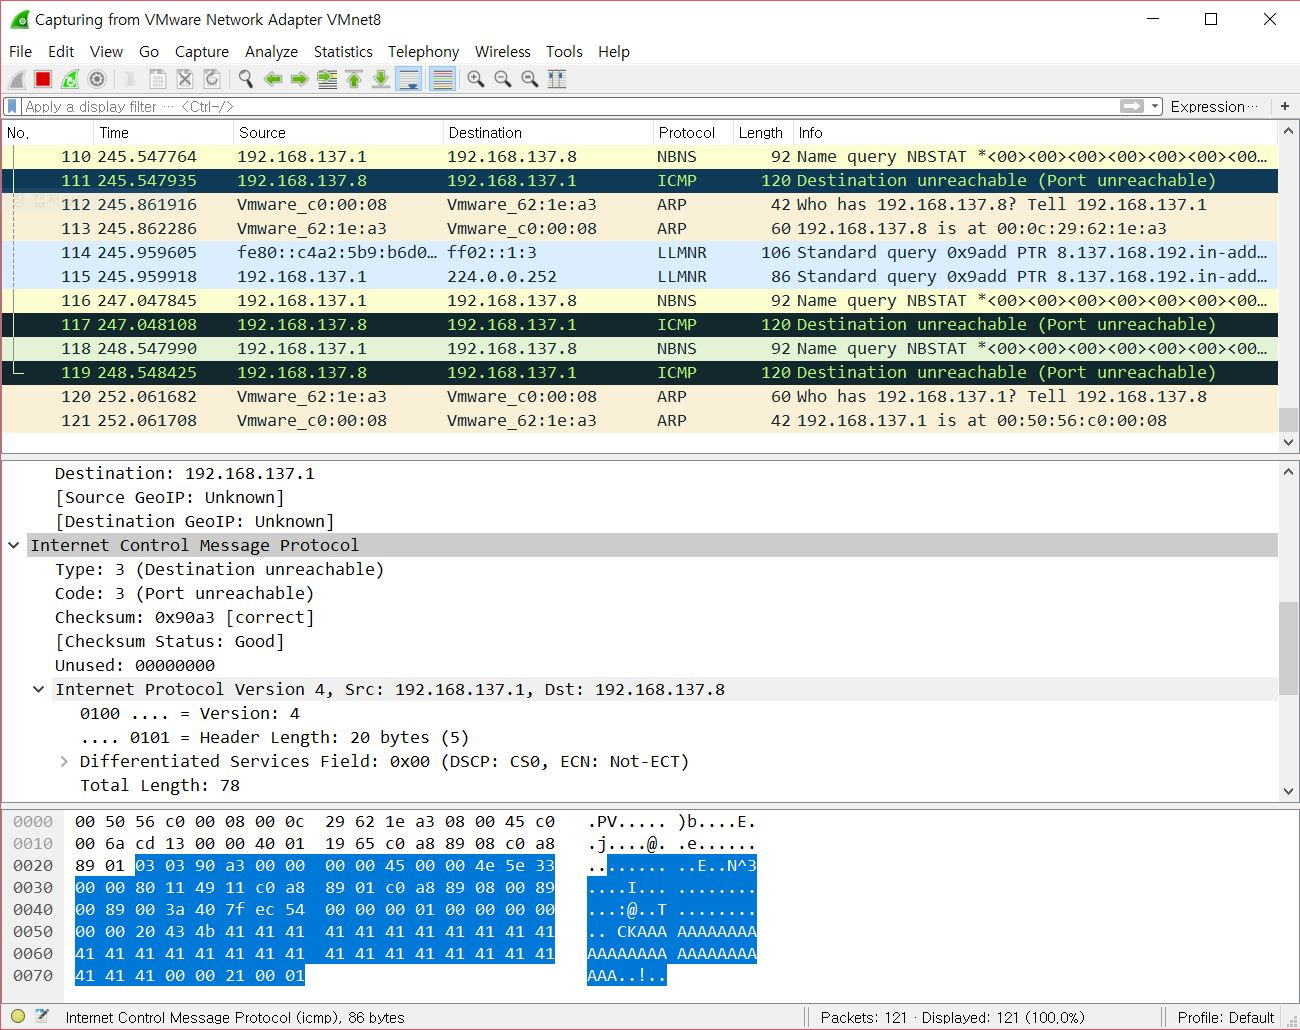 Capturing from VMware Network Adapter VMnet8
File Edit View Go Capture Analyze Statistics Telephony Wireless Tools Help
Apply a display filter ··· <Ctrl-/> Expression··· +
No. Time Source Destination Protocol Length Info
110 245.547764 192.168.137.1 192.168.137.8 NBNS 92 Name query NBSTAT *<00><00><00><00><00><00><00...
111 245.547935 192.168.137.8 192.168.137.1 ICMP 120 Destination unreachable (Port unreachable)
112 245.861916 Vmware_c0:00:08 Vmware_62:1e:a3 ARP 42 Who has 192.168.137.8? Tell 192.168.137.1
113 245.862286 Vmware_62:1e:a3 Vmware_c0:00:08 ARP 60 192.168.137.8 is at 00:0c:29:62:1e:a3
114 245.959605 fe80::c4a2:5b9:b6d0... ff02::1:3 LLMNR 106 Standard query 0x9add PTR 8.137.168.192.in-add...
115 245.959918 192.168.137.1 224.0.0.252 LLMNR 86 Standard query 0x9add PTR 8.137.168.192.in-add...
116 247.047845 192.168.137.1 192.168.137.8 NBNS 92 Name query NBSTAT *<00><00><00><00><00><00><00...
117 247.048108 192.168.137.8 192.168.137.1 ICMP 120 Destination unreachable (Port unreachable)
118 248.547990 192.168.137.1 192.168.137.8 NBNS 92 Name query NBSTAT *<00><00><00><00><00><00><00...
119 248.548425 192.168.137.8 192.168.137.1 ICMP 120 Destination unreachable (Port unreachable)
120 252.061682 Vmware_62:1e:a3 Vmware_c0:00:08 ARP 60 Who has 192.168.137.1? Tell 192.168.137.8
121 252.061708 Vmware_c0:00:08 Vmware_62:1e:a3 ARP 42 192.168.137.1 is at 00:50:56:c0:00:08
Destination: 192.168.137.1
[Source GeoIP: Unknown]
[Destination GeoIP: Unknown]
Internet Control Message Protocol
Type: 3 (Destination unreachable)
Code: 3 (Port unreachable)
Checksum: 0x90a3 [correct]
[Checksum Status: Good]
Unused: 00000000
Internet Protocol Version 4, Src: 192.168.137.1, Dst: 192.168.137.8
0100 .... = Version: 4
.... 0101 = Header Length: 20 bytes (5)
Differentiated Services Field: 0x00 (DSCP: CS0, ECN: Not-ECT)
Total Length: 78
0000 00 50 56 c0 00 08 00 0c 29 62 1e a3 08 00 45 c0 .PV..... )b....E.
0010 00 6a cd 13 00 00 40 01 19 65 c0 a8 89 08 c0 a8 .j....@. .e......
0020 89 01 03 03 90 a3 00 00 00 00 45 00 00 4e 5e 33 ........ ..E..N^3
0030 00 00 80 11 49 11 c0 a8 89 01 c0 a8 89 08 00 89 ....I... ........
0040 00 89 00 3a 40 7f ec 54 00 00 00 01 00 00 00 00 ...:@..T ........
0050 00 00 20 43 4b 41 41 41 41 41 41 41 41 41 41 41 .. CKAAA AAAAAAAA
0060 41 41 41 41 41 41 41 41 41 41 41 41 41 41 41 41 AAAAAAAA AAAAAAAA
0070 41 41 41 00 00 21 00 01 AAA..!..
Internet Control Message Protocol (icmp), 86 bytes Packets: 121 · Displayed: 121 (100,0%) Profile: Default